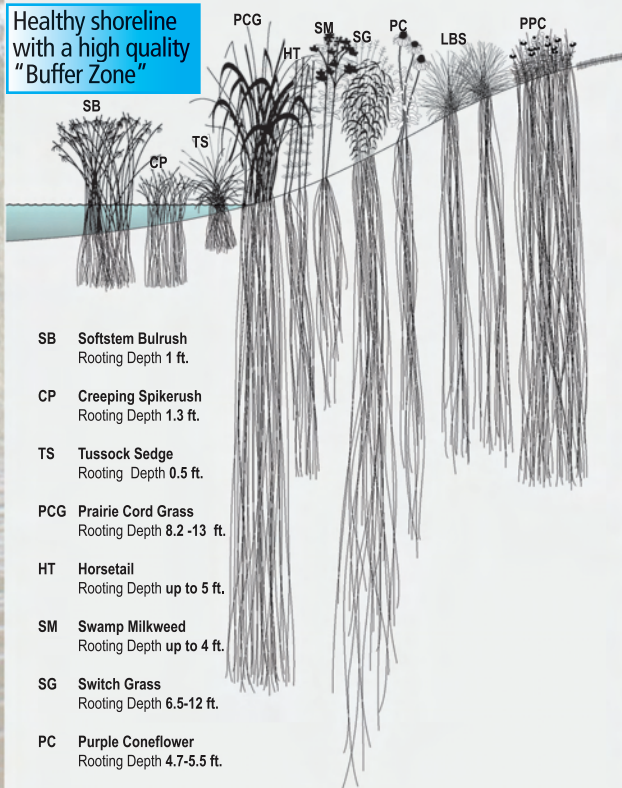 Healthy shoreline
with a high quality
"Buffer Zone"
PCG
SM
SG
PC
PPC
HT
LBS
SB
TS
CP
SB Softstem Bulrush
Rooting Depth 1 ft.
CP Creeping Spikerush
Rooting Depth 1.3 ft.
TS Tussock Sedge
Rooting Depth 0.5 ft.
PCG Prairie Cord Grass
Rooting Depth 8.2 -13 ft.
HT Horsetail
Rooting Depth up to 5 ft.
SM Swamp Milkweed
Rooting Depth up to 4 ft.
SG Switch Grass
Rooting Depth 6.5-12 ft.
PC Purple Coneflower
Rooting Depth 4.7-5.5 ft.